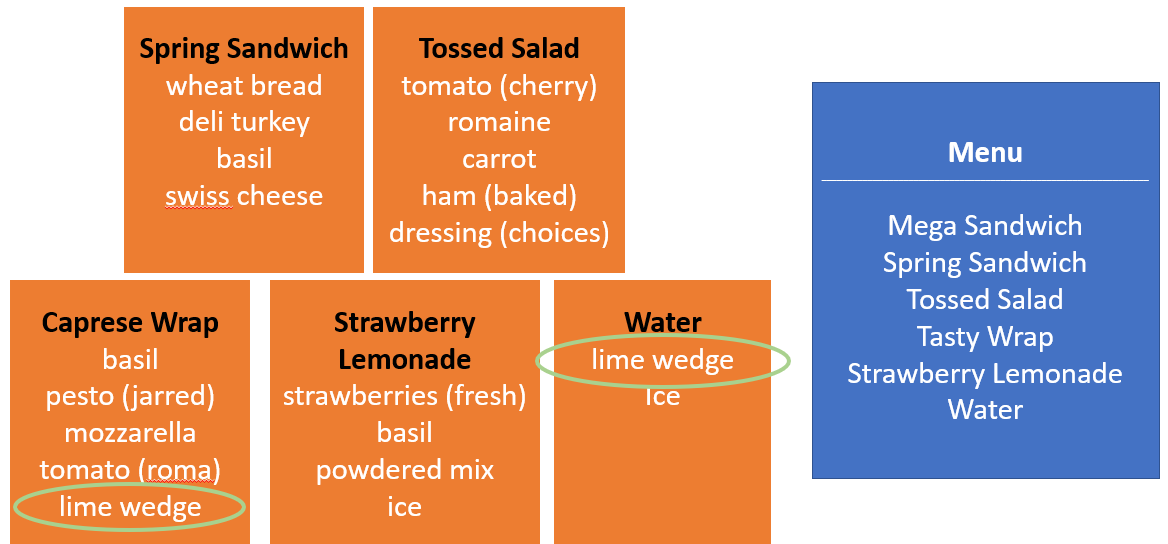 Spring Sandwich
wheat bread
deli turkey
basil
swiss cheese
Tossed Salad
tomato (cherry)
romaine
carrot
ham (baked)
dressing (choices)
Caprese Wrap
basil
pesto (jarred)
mozzarella
tomato (roma)
lime wedge
Strawberry
Lemonade
strawberries (fresh)
basil
powdered mix
ice
Water
lime wedge
ice
Menu
Mega Sandwich
Spring Sandwich
Tossed Salad
Tasty Wrap
Strawberry Lemonade
Water